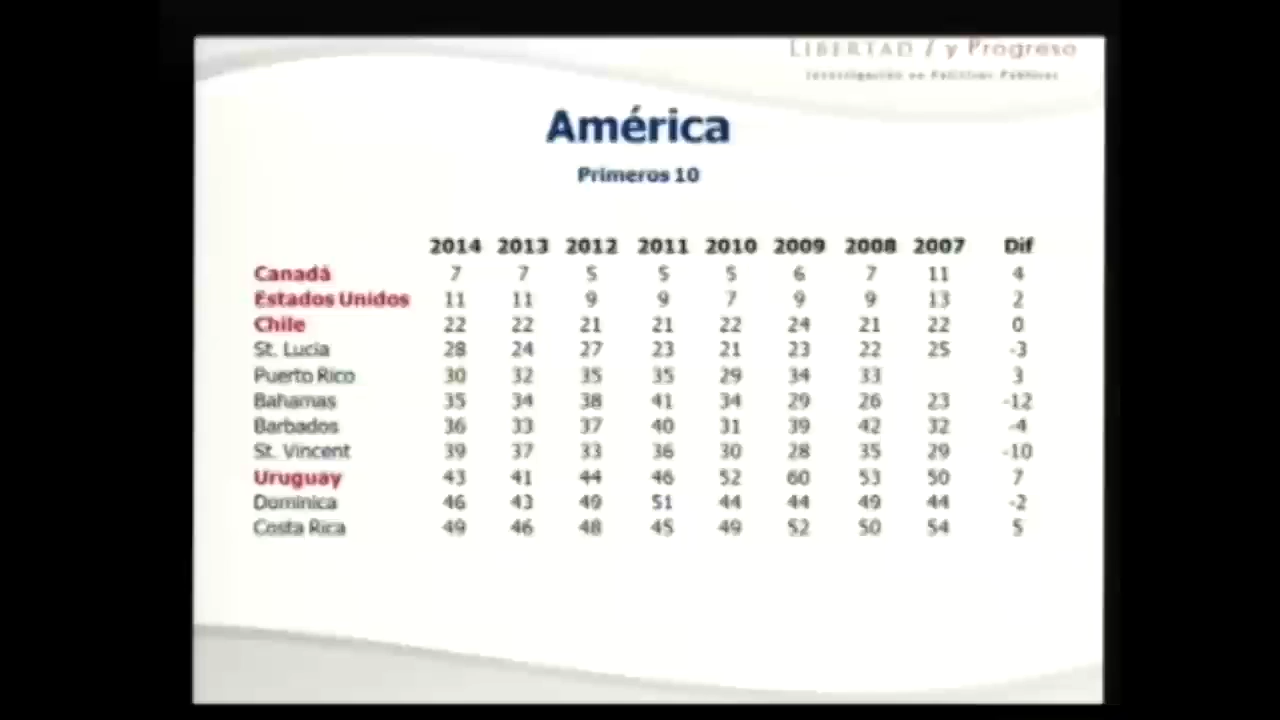 LIBERTAD / y Progreso
Investigación en Políticas Públicas
América
Primeros 10
2014 2013 2012 2011 2010 2009 2008 2007 Dif
Canadá 7 7 5 5 5 6 7 11 4
Estados Unidos 11 11 9 9 7 9 9 13 2
Chile 22 22 21 21 22 24 21 22 0
St. Lucia 28 24 27 23 21 23 22 25 -3
Puerto Rico 30 32 35 35 29 34 33 3
Bahamas 35 34 38 41 34 29 26 23 -12
Barbados 36 33 37 40 31 39 42 32 -4
St. Vincent 39 37 33 36 30 28 35 29 -10
Uruguay 43 41 44 46 52 60 53 50 7
Dominica 46 43 49 51 44 44 49 44 -2
Costa Rica 49 46 48 45 49 52 50 54 5